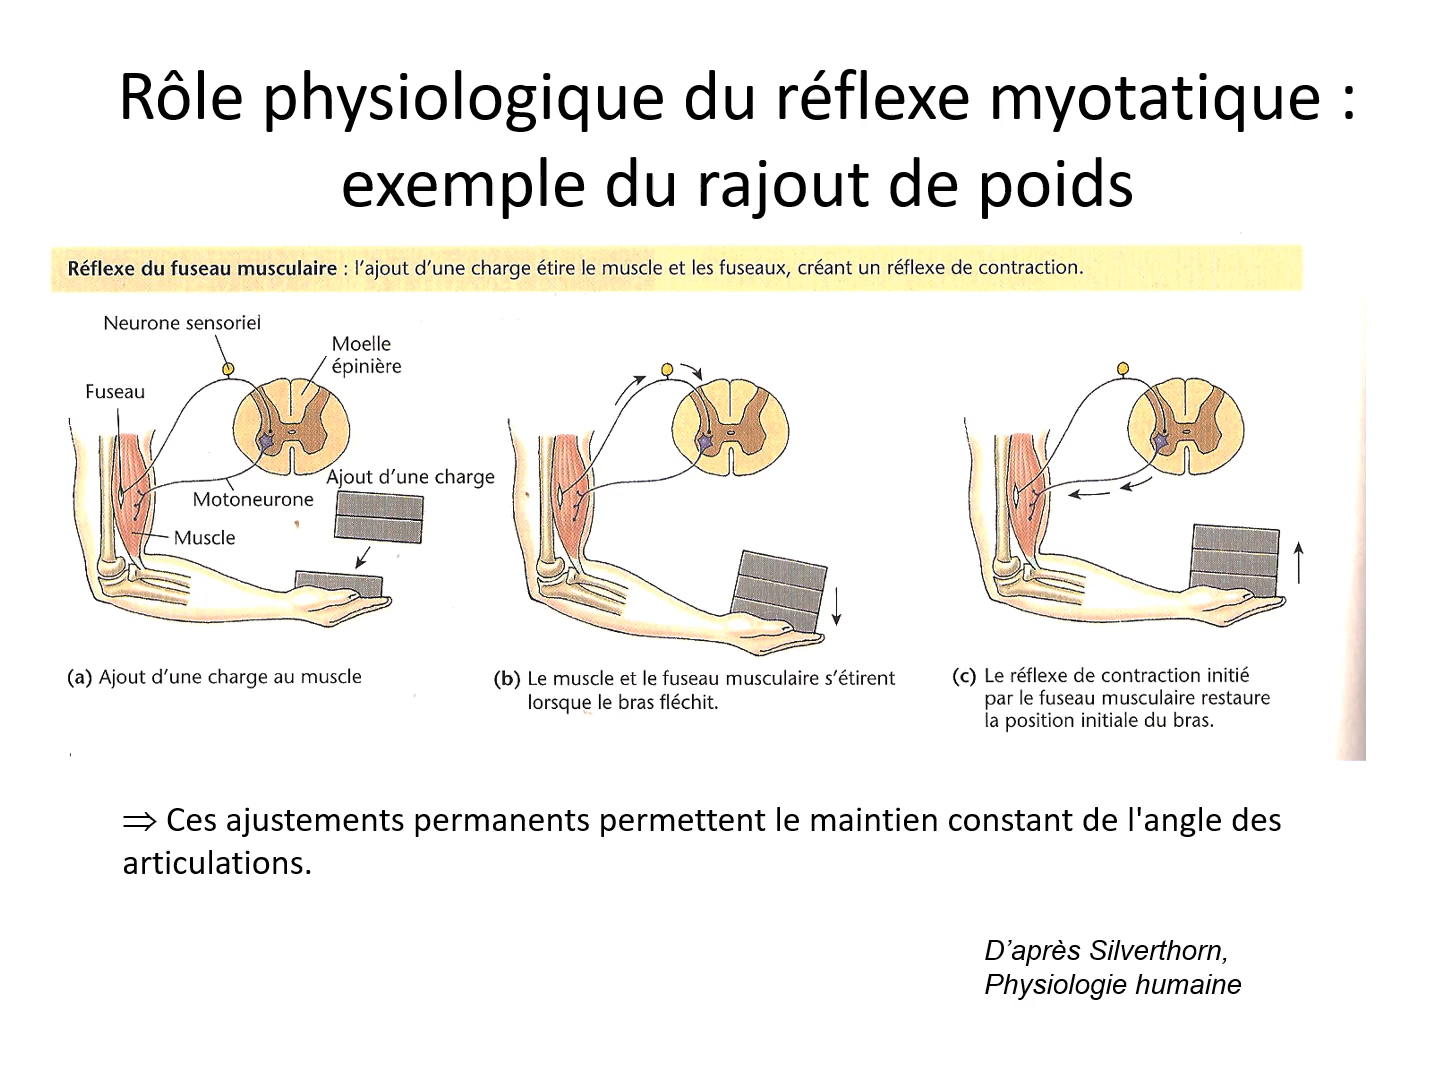 Rôle physiologique du réflexe myotatique :
exemple du rajout de poids
Réflexe du fuseau musculaire : l’ajout d’une charge étire le muscle et les fuseaux, créant un réflexe de contraction.
Neurone sensoriel
Moelle
épinière
Fuseau
Ajout d’une charge
Motoneurone
Muscle
(a) Ajout d’une charge au muscle
(b) Le muscle et le fuseau musculaire s’étirent
lorsque le bras fléchit.
(c) Le réflexe de contraction initié
par le fuseau musculaire restaure
la position initiale du bras.
⇒ Ces ajustements permanents permettent le maintien constant de l'angle des
articulations.
D’après Silverthorn,
Physiologie humaine